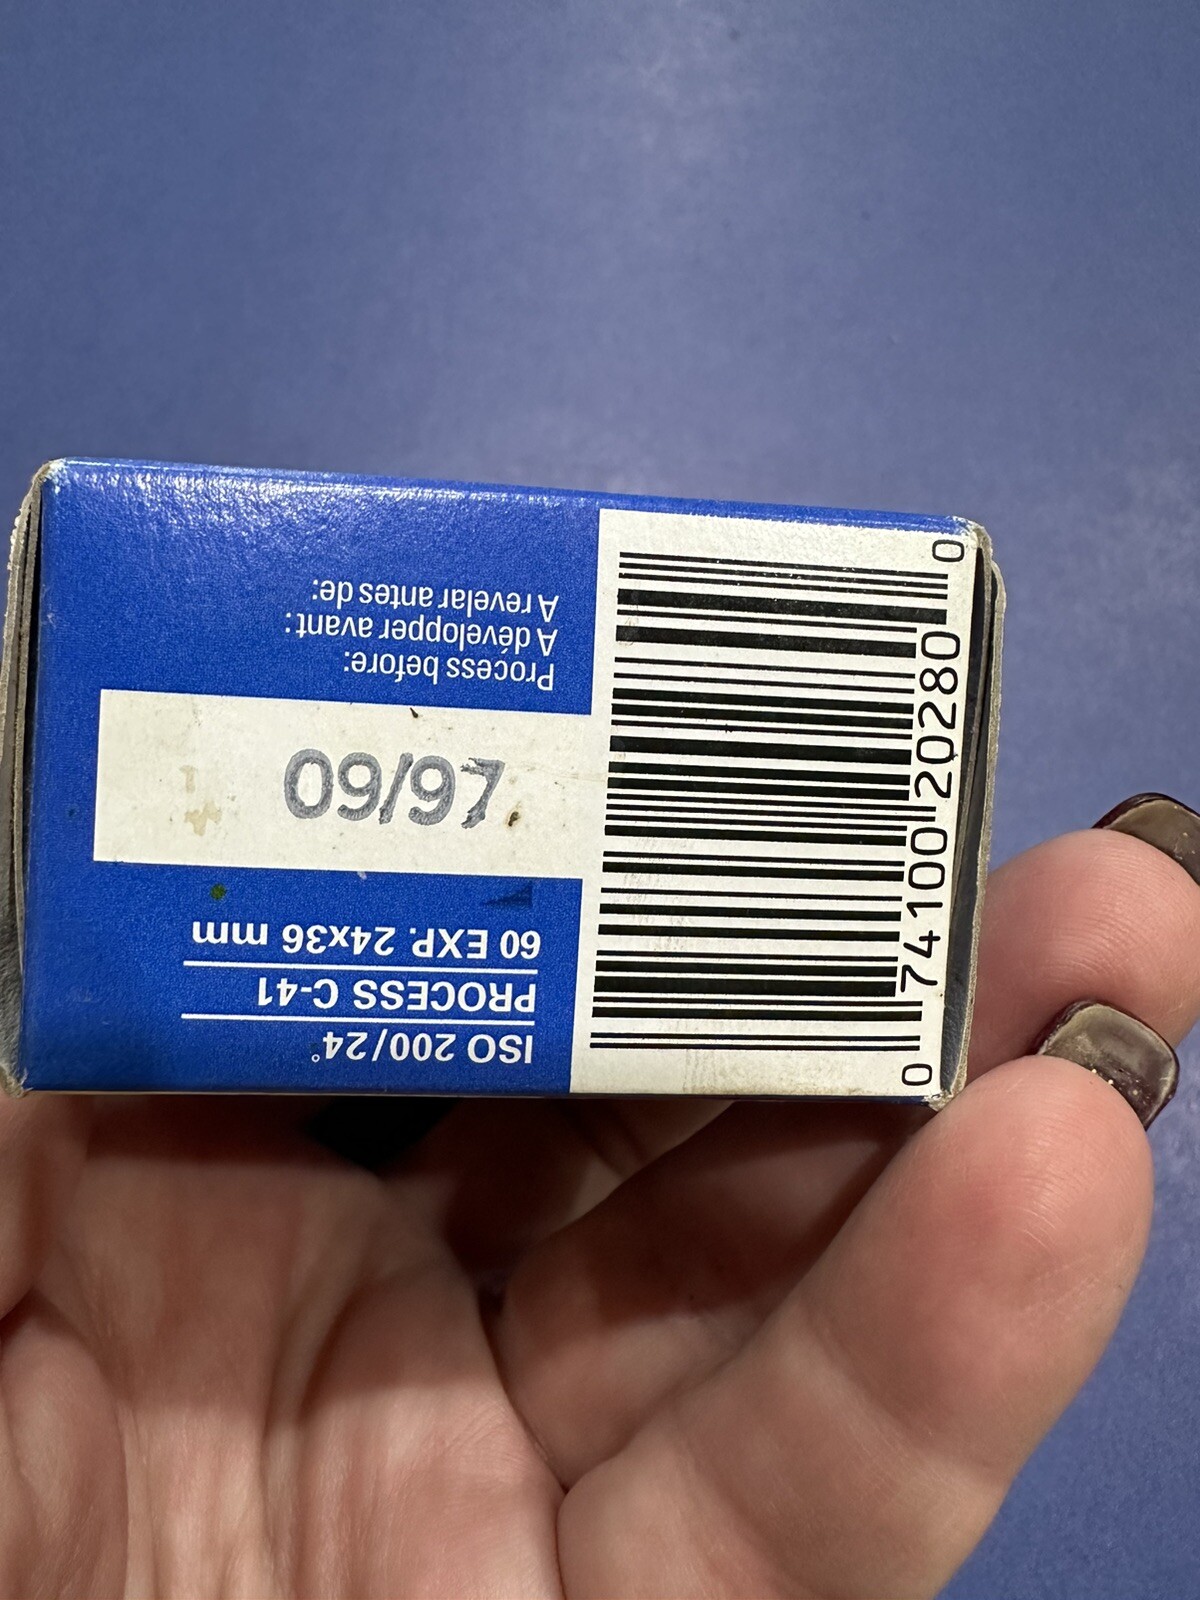 ISO 200/24°
PROCESS C-41
60 EXP. 24x36 mm
09/97
Process before:
A développer avant:
A revelar antes de:
0 74100 20280 0